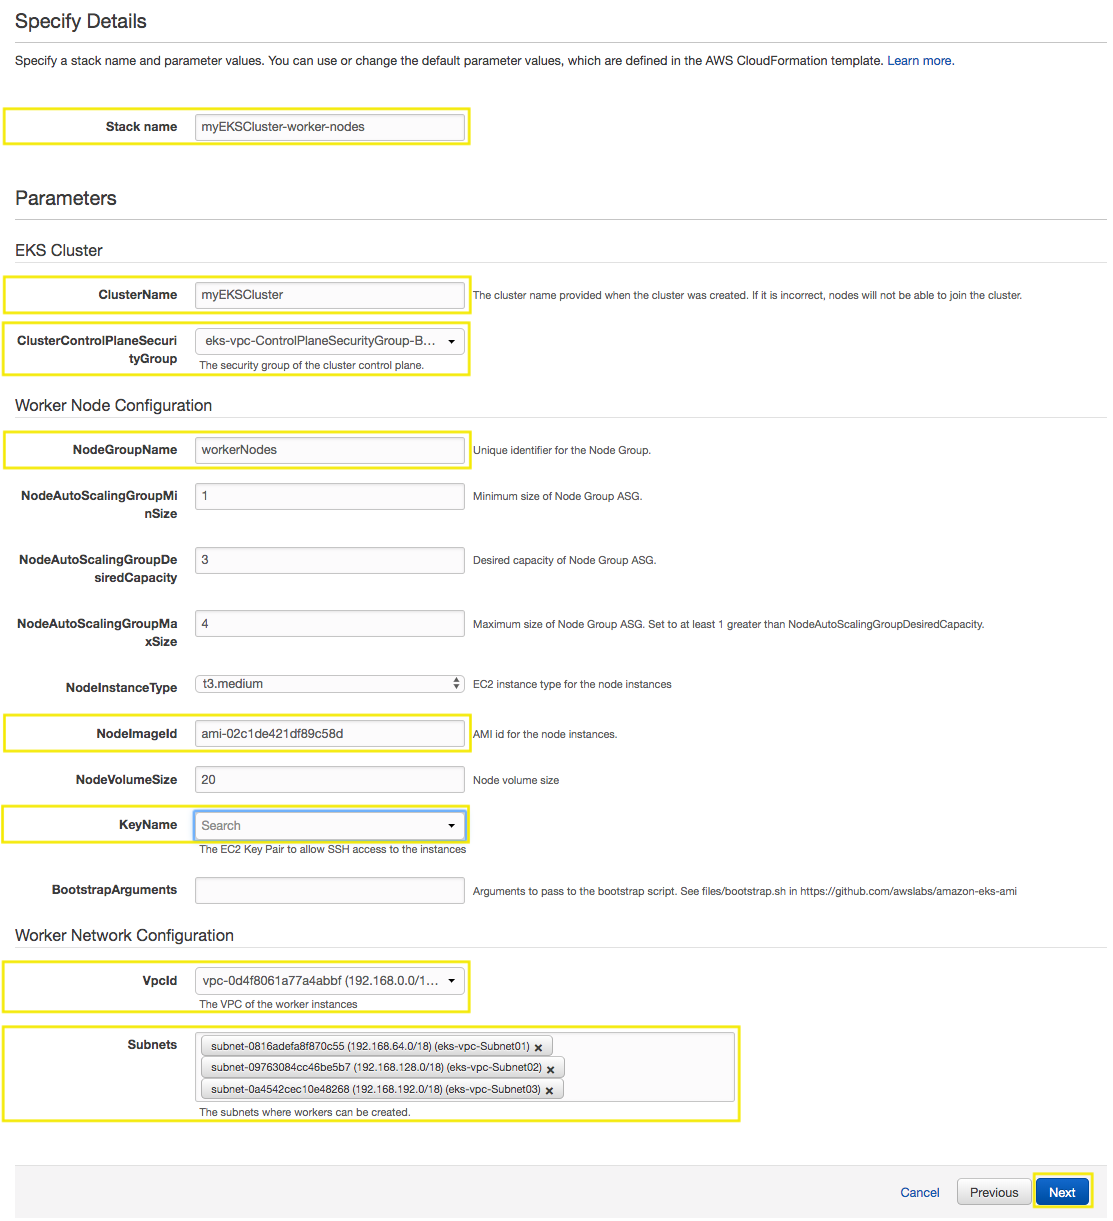 Specify Details
Specify a stack name and parameter values. You can use or change the default parameter values, which are defined in the AWS CloudFormation template. Learn more.
Stack name myEKSCluster-worker-nodes
Parameters
EKS Cluster
ClusterName myEKSCluster The cluster name provided when the cluster was created. If it is incorrect, nodes will not be able to join the cluster.
ClusterControlPlaneSecuri eks-vpc-ControlPlaneSecurityGroup-B...
tyGroup The security group of the cluster control plane.
Worker Node Configuration
NodeGroupName workerNodes Unique identifier for the Node Group.
NodeAutoScalingGroupMi 1 Minimum size of Node Group ASG.
nSize
NodeAutoScalingGroupDe 3 Desired capacity of Node Group ASG.
siredCapacity
NodeAutoScalingGroupMa 4 Maximum size of Node Group ASG. Set to at least 1 greater than NodeAutoScalingGroupDesiredCapacity.
xSize
NodeInstanceType t3.medium EC2 instance type for the node instances
NodeImageId ami-02c1de421df89c58d AMI id for the node instances.
NodeVolumeSize 20 Node volume size
KeyName Search
The EC2 Key Pair to allow SSH access to the instances
BootstrapArguments Arguments to pass to the bootstrap script. See files/bootstrap.sh in https://github.com/awslabs/amazon-eks-ami
Worker Network Configuration
VpcId vpc-0d4f8061a77a4abbf (192.168.0.0/1...
The VPC of the worker instances
Subnets subnet-0816adefa8f870c55 (192.168.64.0/18) (eks-vpc-Subnet01) x
subnet-09763084cc46be5b7 (192.168.128.0/18) (eks-vpc-Subnet02) x
subnet-0a4542cec10e48268 (192.168.192.0/18) (eks-vpc-Subnet03) x
The subnets where workers can be created.
Cancel Previous Next